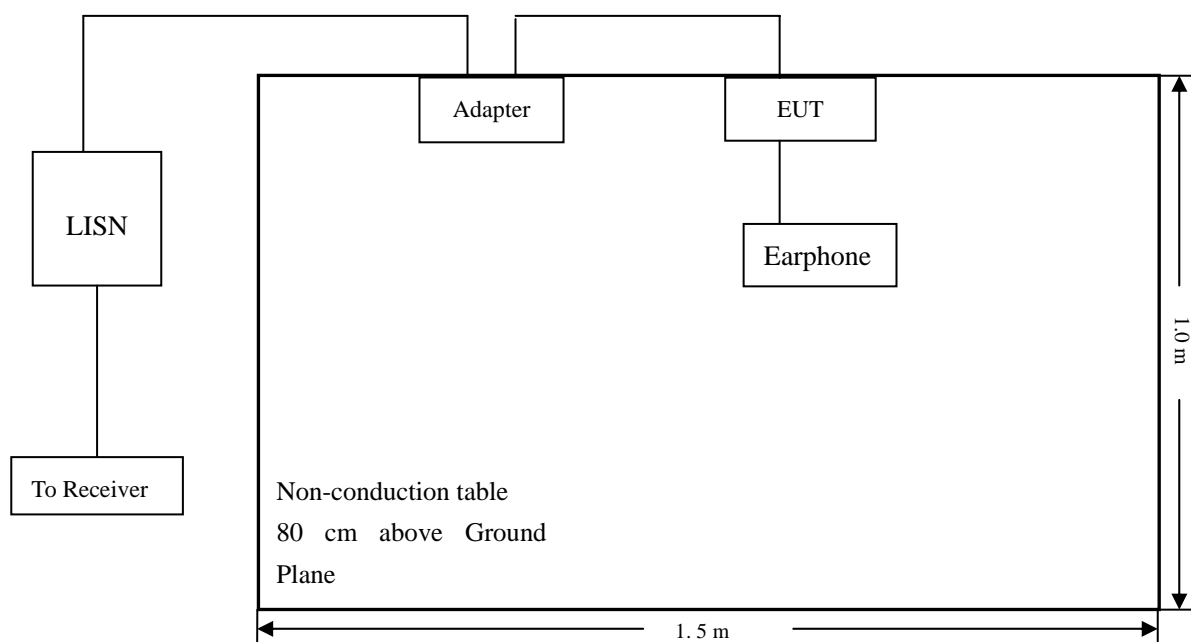 Adapter
EUT
LISN
Earphone
1.0 m
To Receiver
Non-conduction table
80 cm above Ground
Plane
1. 5 m